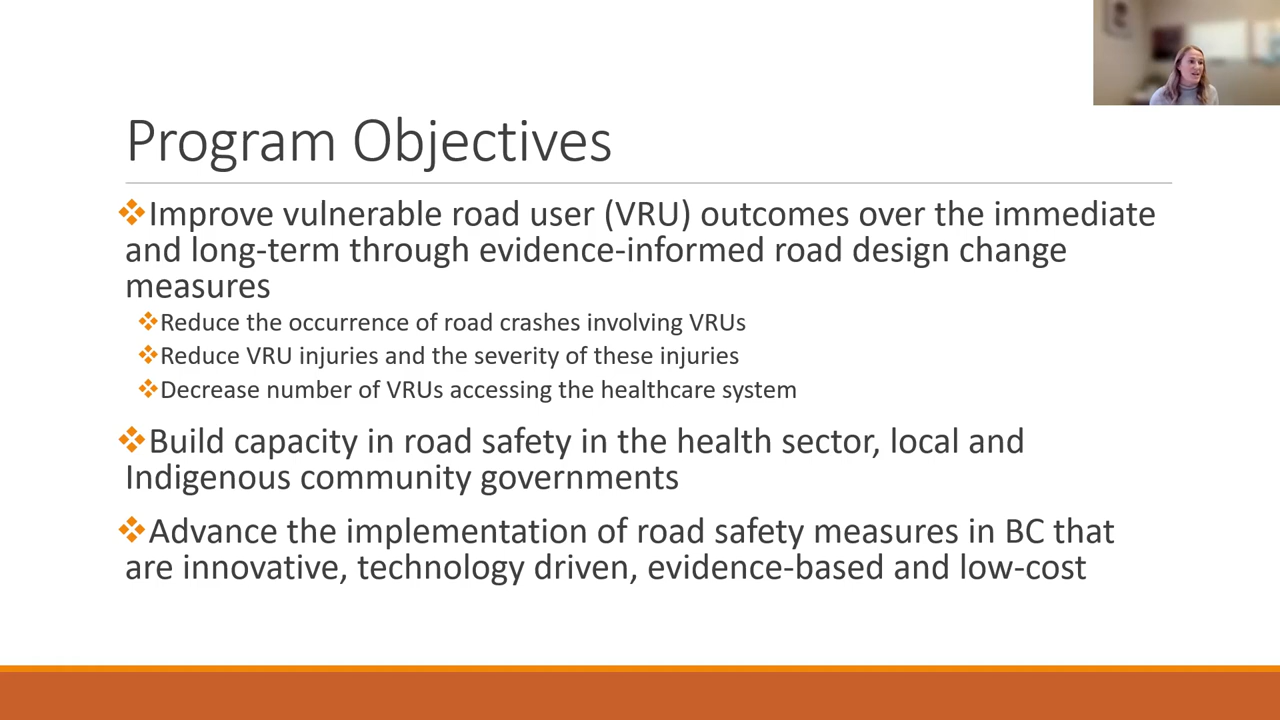 Program Objectives
❖Improve vulnerable road user (VRU) outcomes over the immediate
and long-term through evidence-informed road design change
measures
❖Reduce the occurrence of road crashes involving VRUs
❖Reduce VRU injuries and the severity of these injuries
❖Decrease number of VRUs accessing the healthcare system
❖Build capacity in road safety in the health sector, local and
Indigenous community governments
❖Advance the implementation of road safety measures in BC that
are innovative, technology driven, evidence-based and low-cost